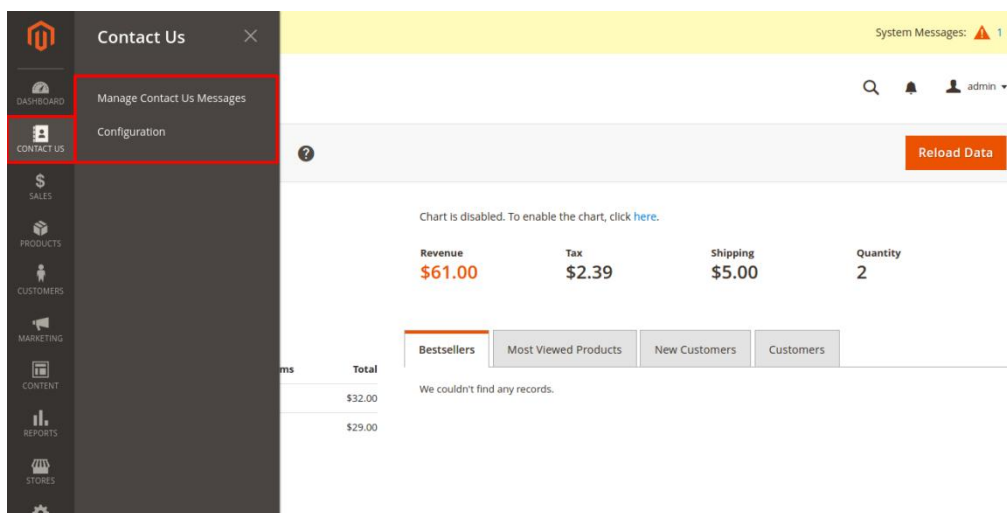 Contact Us
System Messages: 1
DASHBOARD
Manage Contact Us Messages
admin
CONTACT US
Configuration
Reload Data
SALES
Chart is disabled. To enable the chart, click here.
PRODUCTS
Revenue Tax Shipping Quantity
$61.00 $2.39 $5.00 2
CUSTOMERS
MARKETING
Bestsellers Most Viewed Products New Customers Customers
ms Total
CONTENT
We couldn't find any records.
$32.00
REPORTS
$29.00
STORES